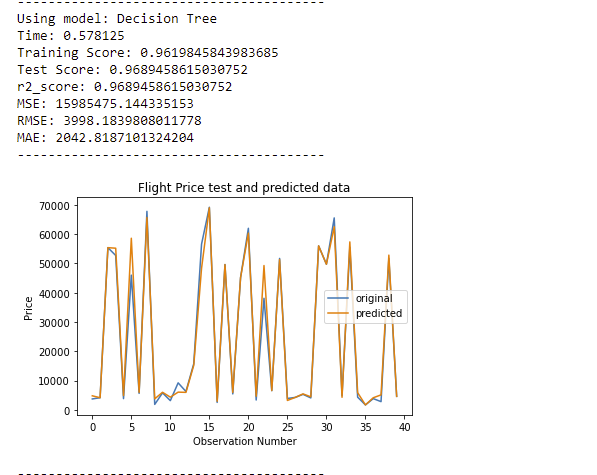 ----------------------------------------
Using model: Decision Tree
Time: 0.578125
Training Score: 0.9619845843983685
Test Score: 0.9689458615030752
r2_score: 0.9689458615030752
MSE: 15985475.144335153
RMSE: 3998.1839808011778
MAE: 2042.8187101324204
----------------------------------------
Flight Price test and predicted data
70000
60000
50000
40000
30000
20000
10000
0
Price
original
predicted
0 5 10 15 20 25 30 35 40
Observation Number
----------------------------------------